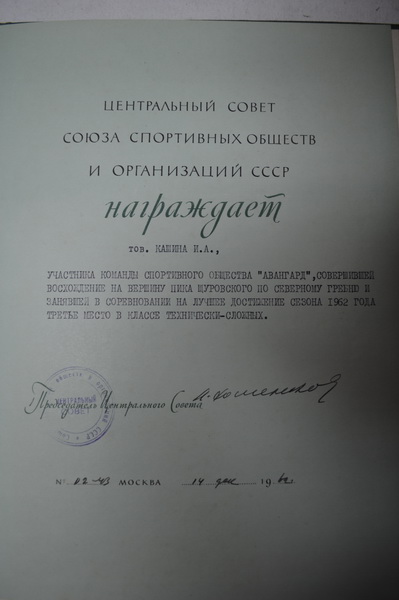 ЦЕНТРАЛЬНЫЙ СОВЕТ
СОЮЗА СПОРТИВНЫХ ОБЩЕСТВ
И ОРГАНИЗАЦИЙ СССР
награждает
тов. КАШИНА И.А.,
УЧАСТНИКА КОМАНДЫ СПОРТИВНОГО ОБЩЕСТВА "АВАНГАРД",СОВЕРШИВШЕЙ
ВОСХОЖДЕНИЕ НА ВЕРШИНУ ПИКА ЩУРОВСКОГО ПО СЕВЕРНОМУ ГРЕБНЮ И
ЗАНЯВШЕЙ В СОРЕВНОВАНИИ НА ЛУЧШЕЕ ДОСТИЖЕНИЕ СЕЗОНА 1962 ГОДА
ТРЕТЬЕ МЕСТО В КЛАССЕ ТЕХНИЧЕСКИ-СЛОЖНЫХ.
Председатель Центрального Совета
№ МОСКВА 14 дек 1962